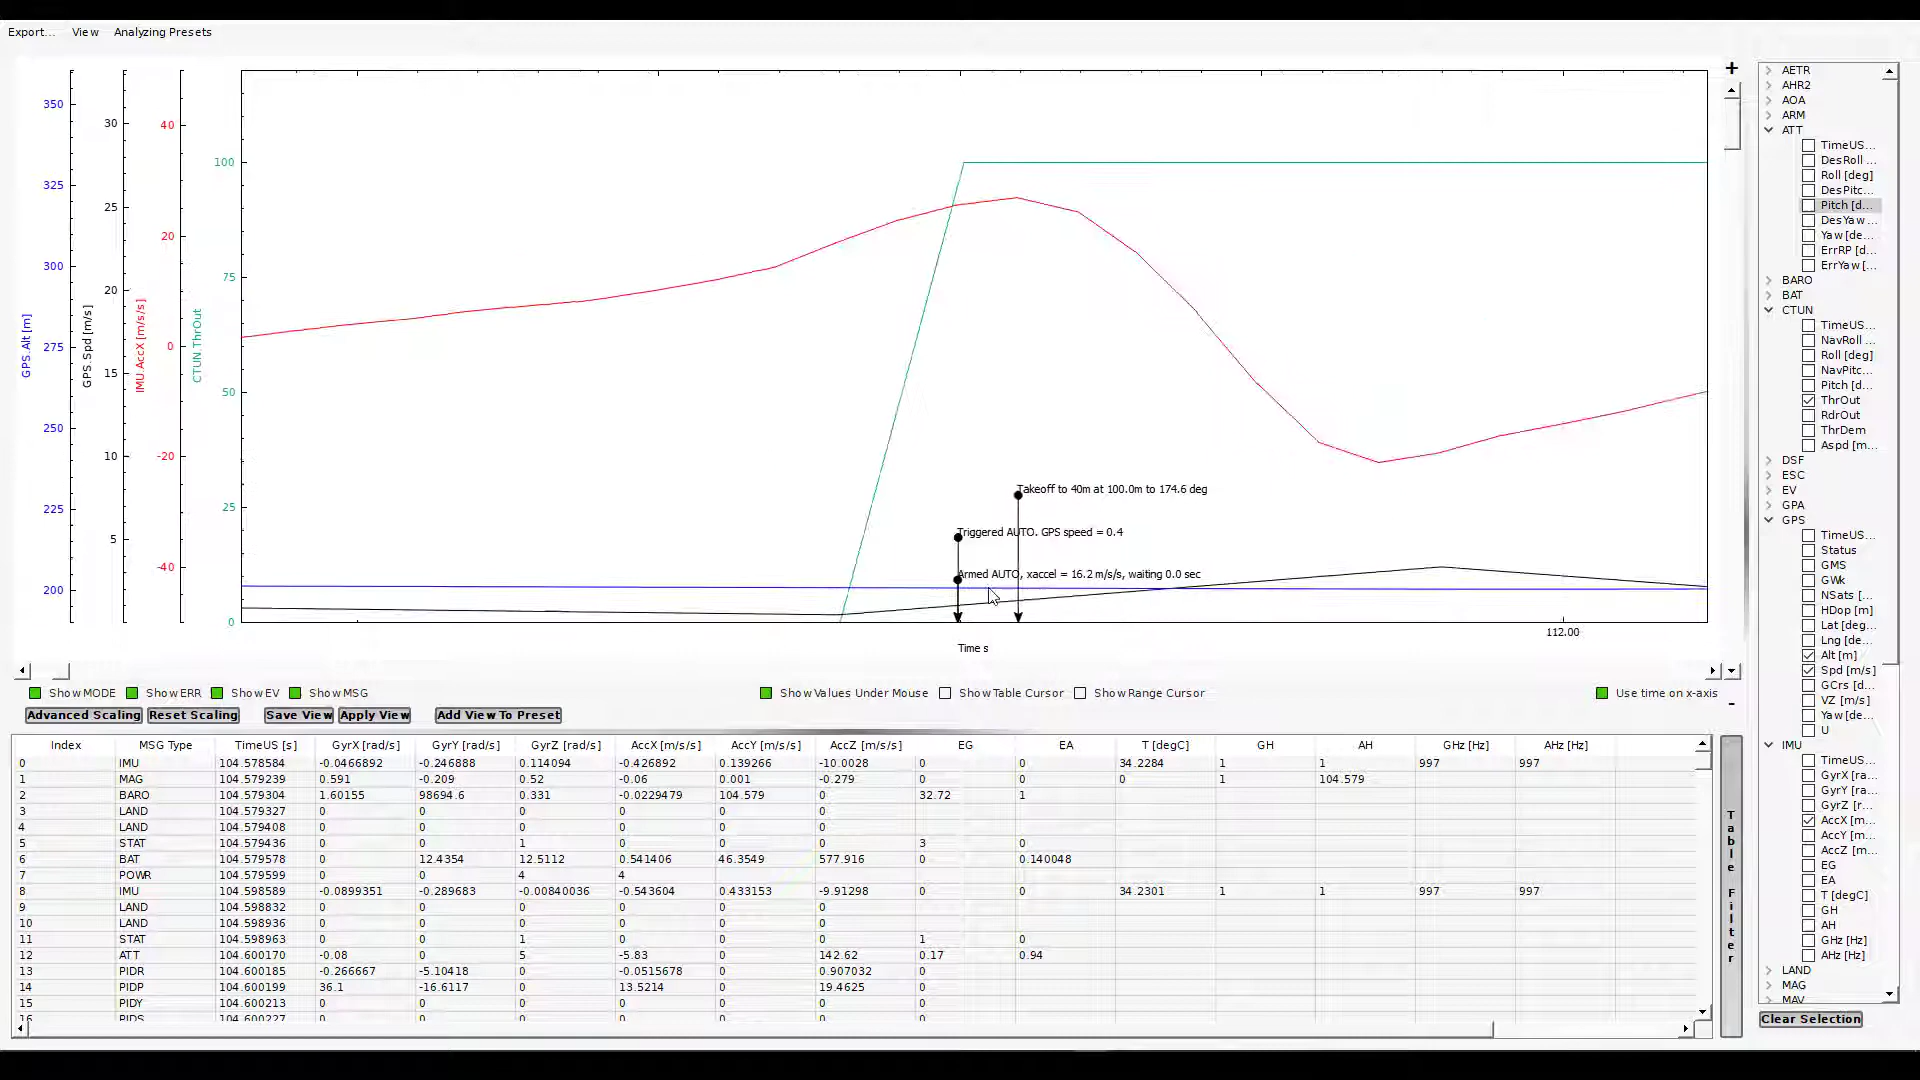 Export... View Analyzing Presets
350
325
300
275
250
225
200
GPS.Alt [m]
30
25
20
15
10
5
GPS.Spd [m/s]
40
20
0
-20
-40
IMU.AccX [m/s/s]
100
75
50
25
0
CTUN.ThrOut
Takeoff to 40m at 100.0m to 174.6 deg
Triggered AUTO. GPS speed = 0.4
Armed AUTO, xaccel = 16.2 m/s/s, waiting 0.0 sec
112.00
Time s
+
-
Show MODE Show ERR Show EV Show MSG Show Values Under Mouse Show Table Cursor Show Range Cursor Use time on x-axis
Advanced Scaling Reset Scaling Save View Apply View Add View To Preset
Index MSG Type TimeUS [s] GyrX [rad/s] GyrY [rad/s] GyrZ [rad/s] AccX [m/s/s] AccY [m/s/s] AccZ [m/s/s] EG EA T [degC] GH AH GHz [Hz] AHz [Hz]
0 IMU 104.578584 -0.0466892 -0.246888 0.114094 -0.426892 0.139266 -10.0028 0 0 34.2284 1 1 997 997
1 MAG 104.579239 0.591 -0.209 0.52 -0.06 0.001 -0.279 0 0 0 1 104.579
2 BARO 104.579304 1.60155 98694.6 0.331 -0.0229479 104.579 0 32.72 1
3 LAND 104.579327 0 0 0 0 0 0
4 LAND 104.579408 0 0 0 0 0 0
5 STAT 104.579436 0 0 1 0 0 0 3 0
6 BAT 104.579578 0 12.4354 12.5112 0.541406 46.3549 577.916 0 0.140048
7 POWR 104.579599 0 0 4 4
8 IMU 104.598589 -0.0899351 -0.289683 -0.00840036 -0.543604 0.433153 -9.91298 0 0 34.2301 1 1 997 997
9 LAND 104.598832 0 0 0 0 0 0
10 LAND 104.598936 0 0 0 0 0 0
11 STAT 104.598963 0 0 1 0 0 0 1 0
12 ATT 104.600170 -0.08 0 5 -5.83 0 142.62 0.17 0.94
13 PIDR 104.600185 -0.266667 -5.10418 0 -0.0515678 0 0.907032 0
14 PIDP 104.600199 36.1 -16.6117 0 13.5214 0 19.4625 0
15 PIDY 104.600213 0 0 0 0 0 0 0
16 PIDS 104.600227 0 0 0 0 0 0 0
Table Filter
AETR
AHR2
AOA
ARM
ATT
TimeUS...
DesRoll ...
Roll [deg]
DesPitc...
Pitch [d...
DesYaw ...
Yaw [de...
ErrRP [d...
ErrYaw [...
BARO
BAT
CTUN
TimeUS...
NavRoll ...
Roll [deg]
NavPitc...
Pitch [d...
ThrOut
RdrOut
ThrDem
Aspd [m...
DSF
ESC
EV
GPA
GPS
TimeUS...
Status
GMS
GWk
NSats [...
HDop [m]
Lat [deg...
Lng [de...
Alt [m]
Spd [m/s]
GCrs [d...
VZ [m/s]
Yaw [de...
U
IMU
TimeUS...
GyrX [ra...
GyrY [ra...
GyrZ [r...
AccX [m...
AccY [m...
AccZ [m...
EG
EA
T [degC]
GH
AH
GHz [Hz]
AHz [Hz]
LAND
MAG
MAV
Clear Selection